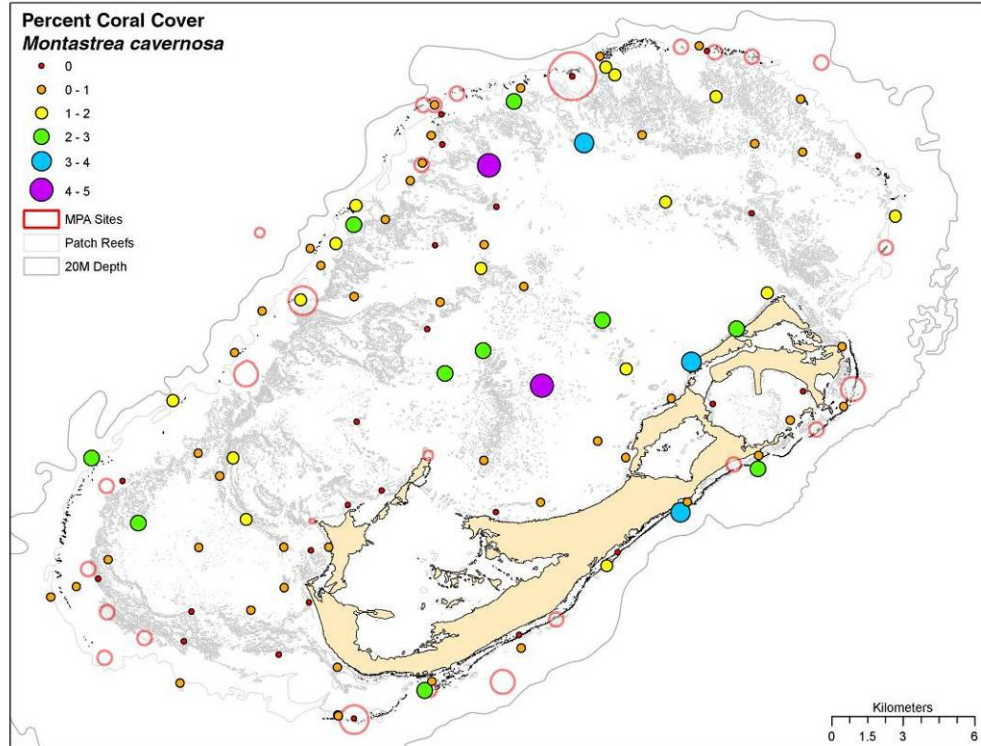 Percent Coral Cover
Montastrea cavernosa
0
0 - 1
1 - 2
2 - 3
3 - 4
4 - 5
MPA Sites
Patch Reefs
20M Depth
Kilometers
0 1.5 3 6